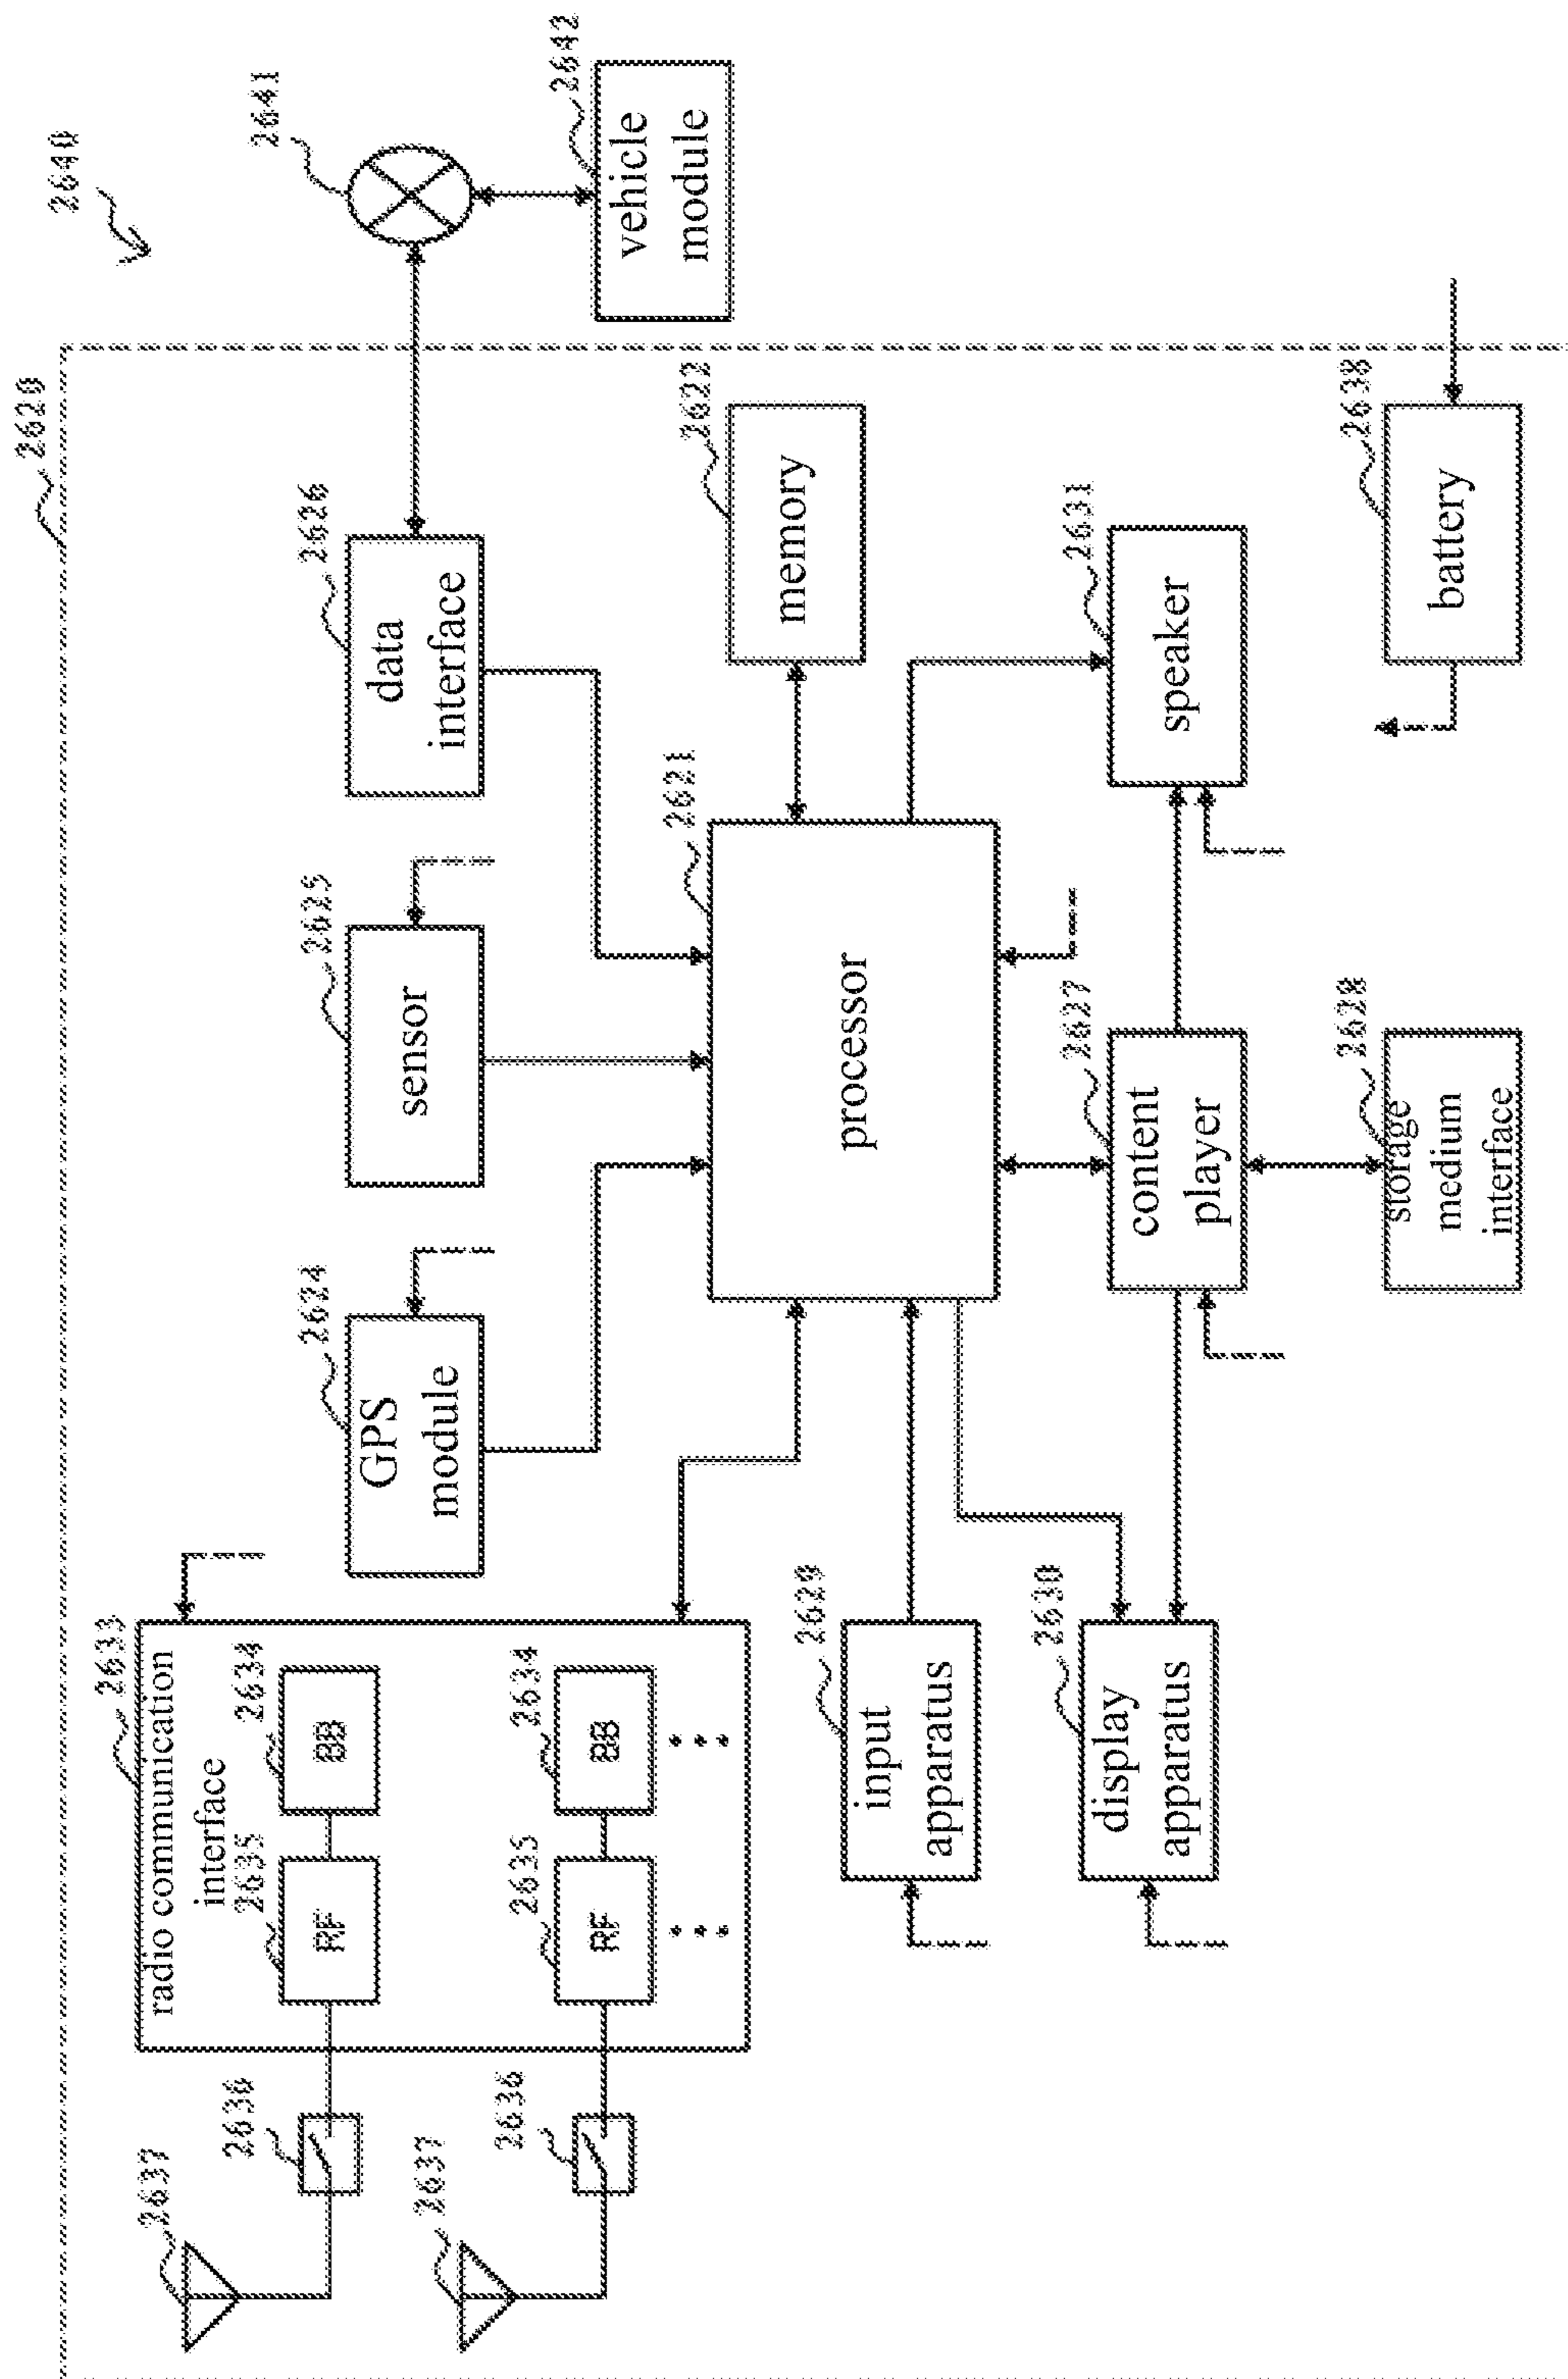 2640
2620
2637
2636
2637
2636
2633
radio communication
interface
2635
RF
2634
BB
2635
RF
2634
BB
2624
GPS
module
2625
sensor
2626
data
interface
2641
2642
vehicle
module
2621
processor
2622
memory
2629
input
apparatus
2630
display
apparatus
2627
content
player
2631
speaker
2628
storage
medium
interface
2638
battery